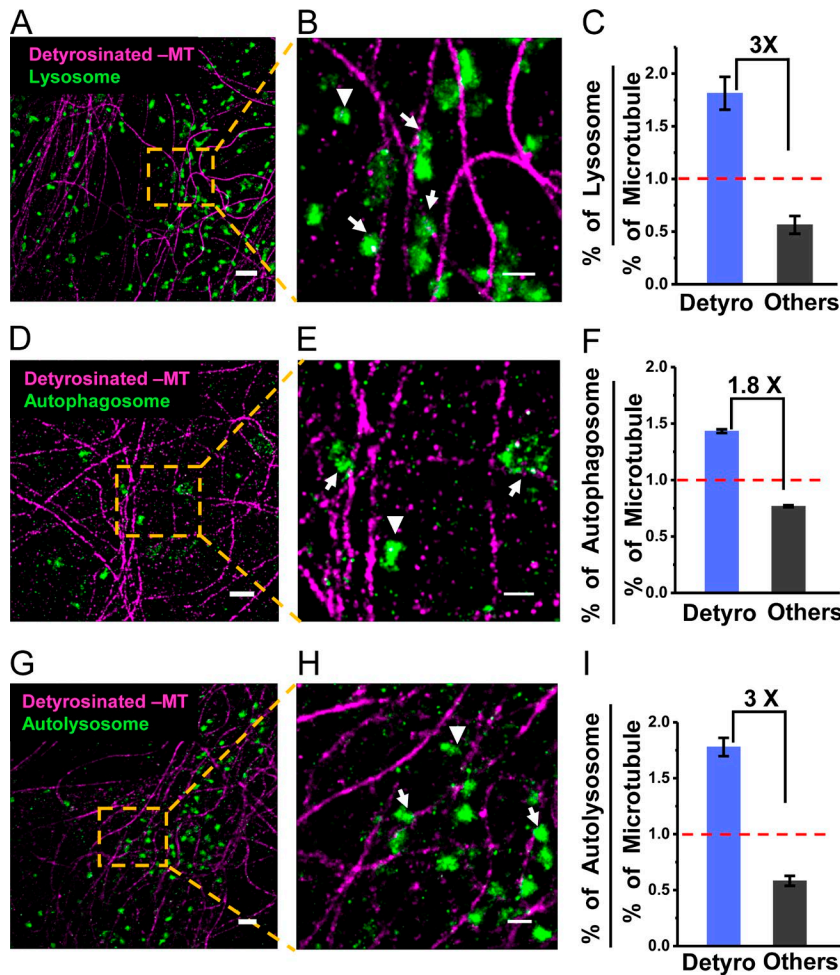 A
Detyrosinated –MT
Lysosome
B
C
% of Lysosome
% of Microtubule
3X
2.0
1.5
1.0
0.5
0.0
Detyro Others
D
Detyrosinated –MT
Autophagosome
E
F
% of Autophagosome
% of Microtubule
1.8 X
2.0
1.5
1.0
0.5
0.0
Detyro Others
G
Detyrosinated –MT
Autolysosome
H
I
% of Autolysosome
% of Microtubule
3 X
2.0
1.5
1.0
0.5
0.0
Detyro Others